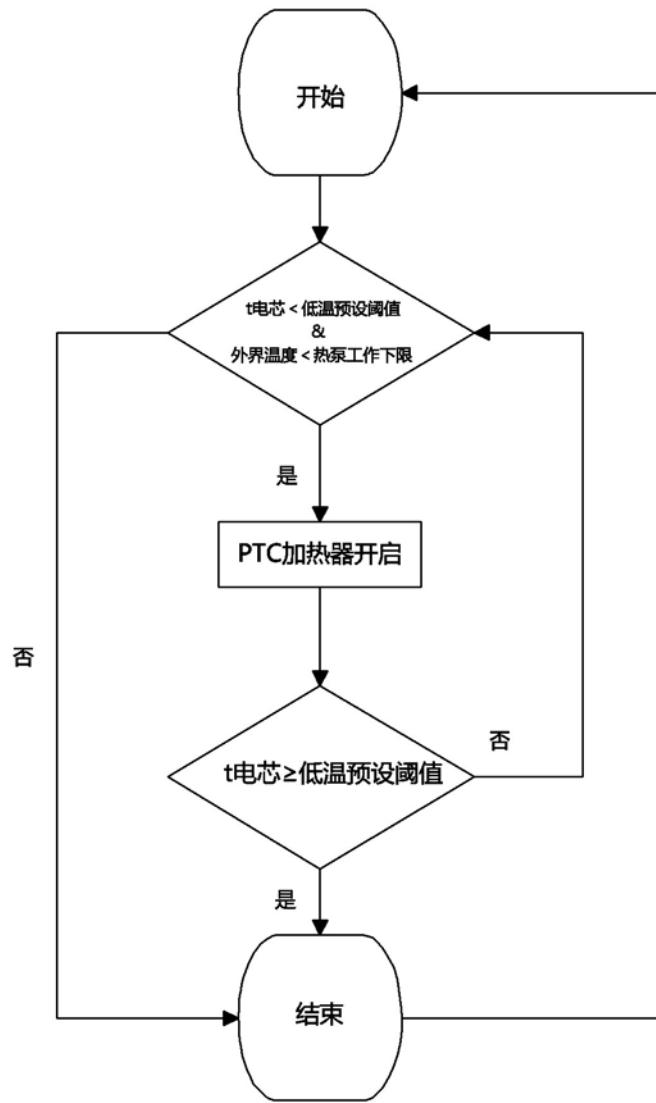 开始
t电芯＜低温预设阈值
&
外界温度＜热泵工作下限
是
PTC加热器开启
否
否
t电芯≥低温预设阈值
是
结束